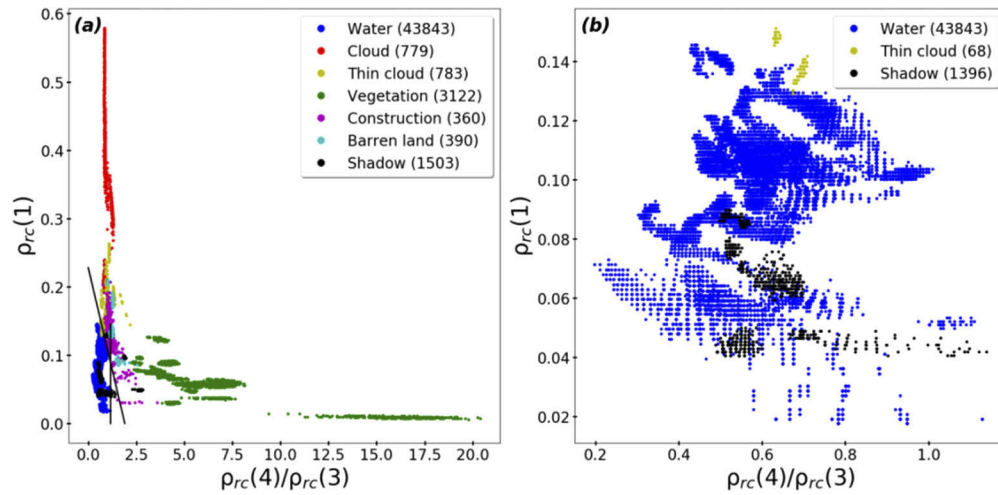 (a)
Water (43843)
Cloud (779)
Thin cloud (783)
Vegetation (3122)
Construction (360)
Barren land (390)
Shadow (1503)
0.6
0.5
0.4
0.3
0.2
0.1
0.0
ρrc(1)
0.0 2.5 5.0 7.5 10.0 12.5 15.0 17.5 20.0
ρrc(4)/ρrc(3)
(b)
Water (43843)
Thin cloud (68)
Shadow (1396)
0.14
0.12
0.10
0.08
0.06
0.04
0.02
ρrc(1)
0.2 0.4 0.6 0.8 1.0
ρrc(4)/ρrc(3)